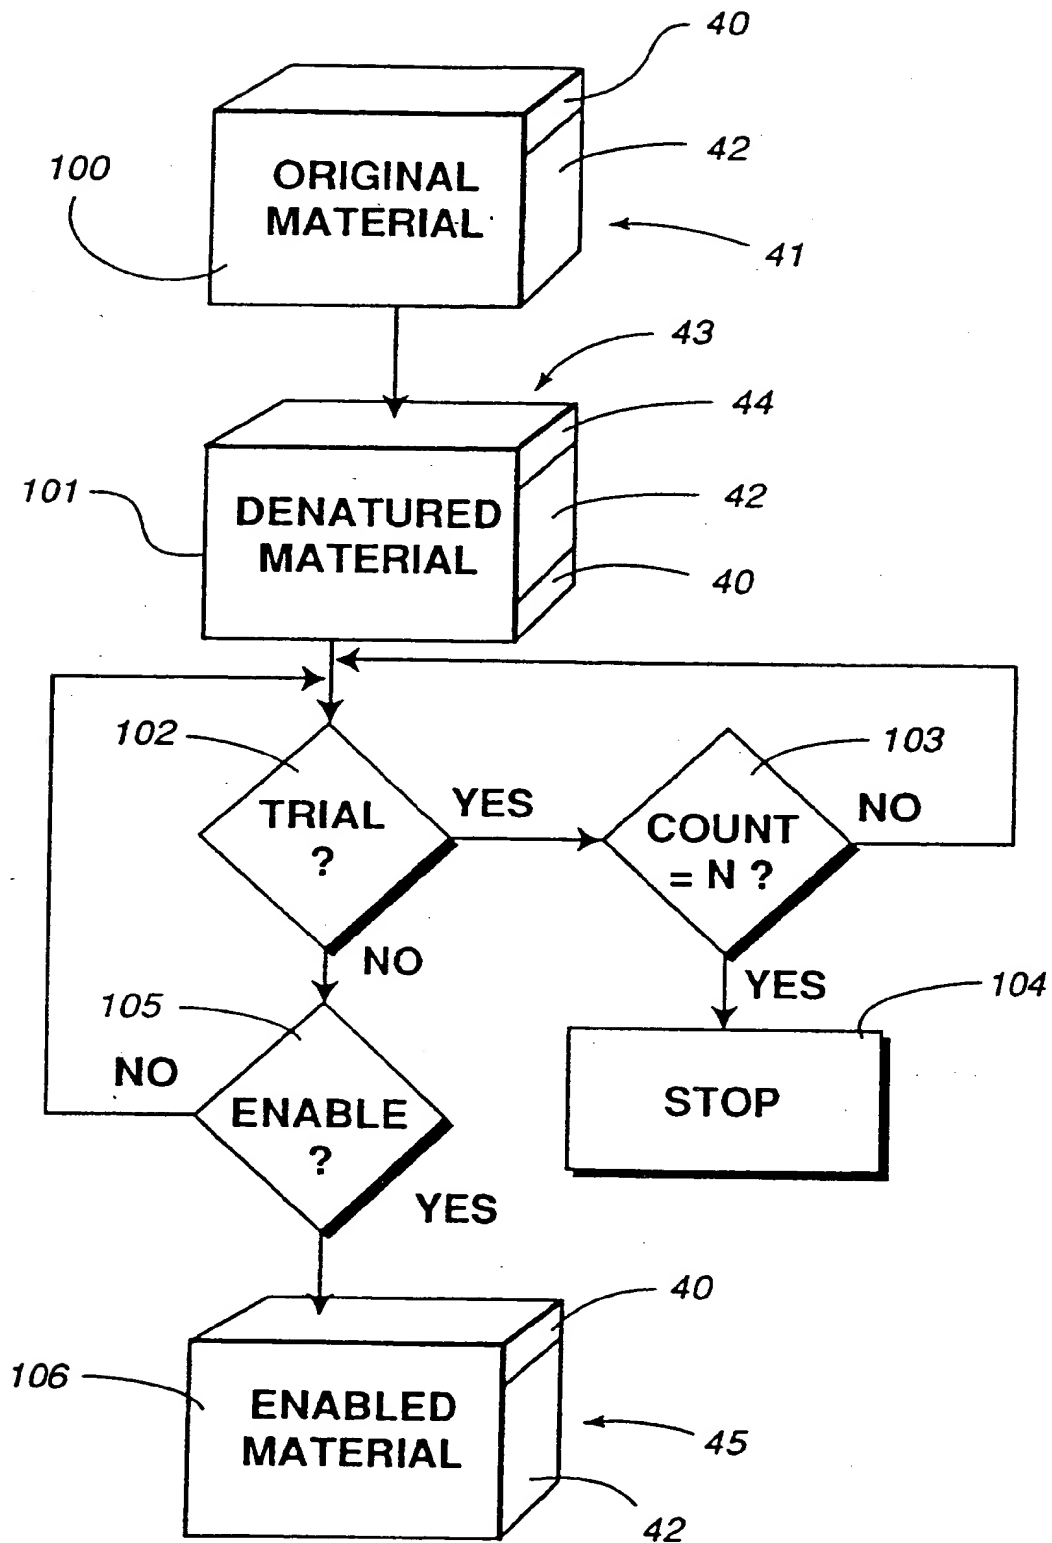 40
100
ORIGINAL
MATERIAL
42
41
43
44
101
DENATURED
MATERIAL
42
40
102
TRIAL
?
YES
103
COUNT
= N ?
NO
NO
YES
104
105
NO
ENABLE
?
STOP
YES
40
106
ENABLED
MATERIAL
45
42